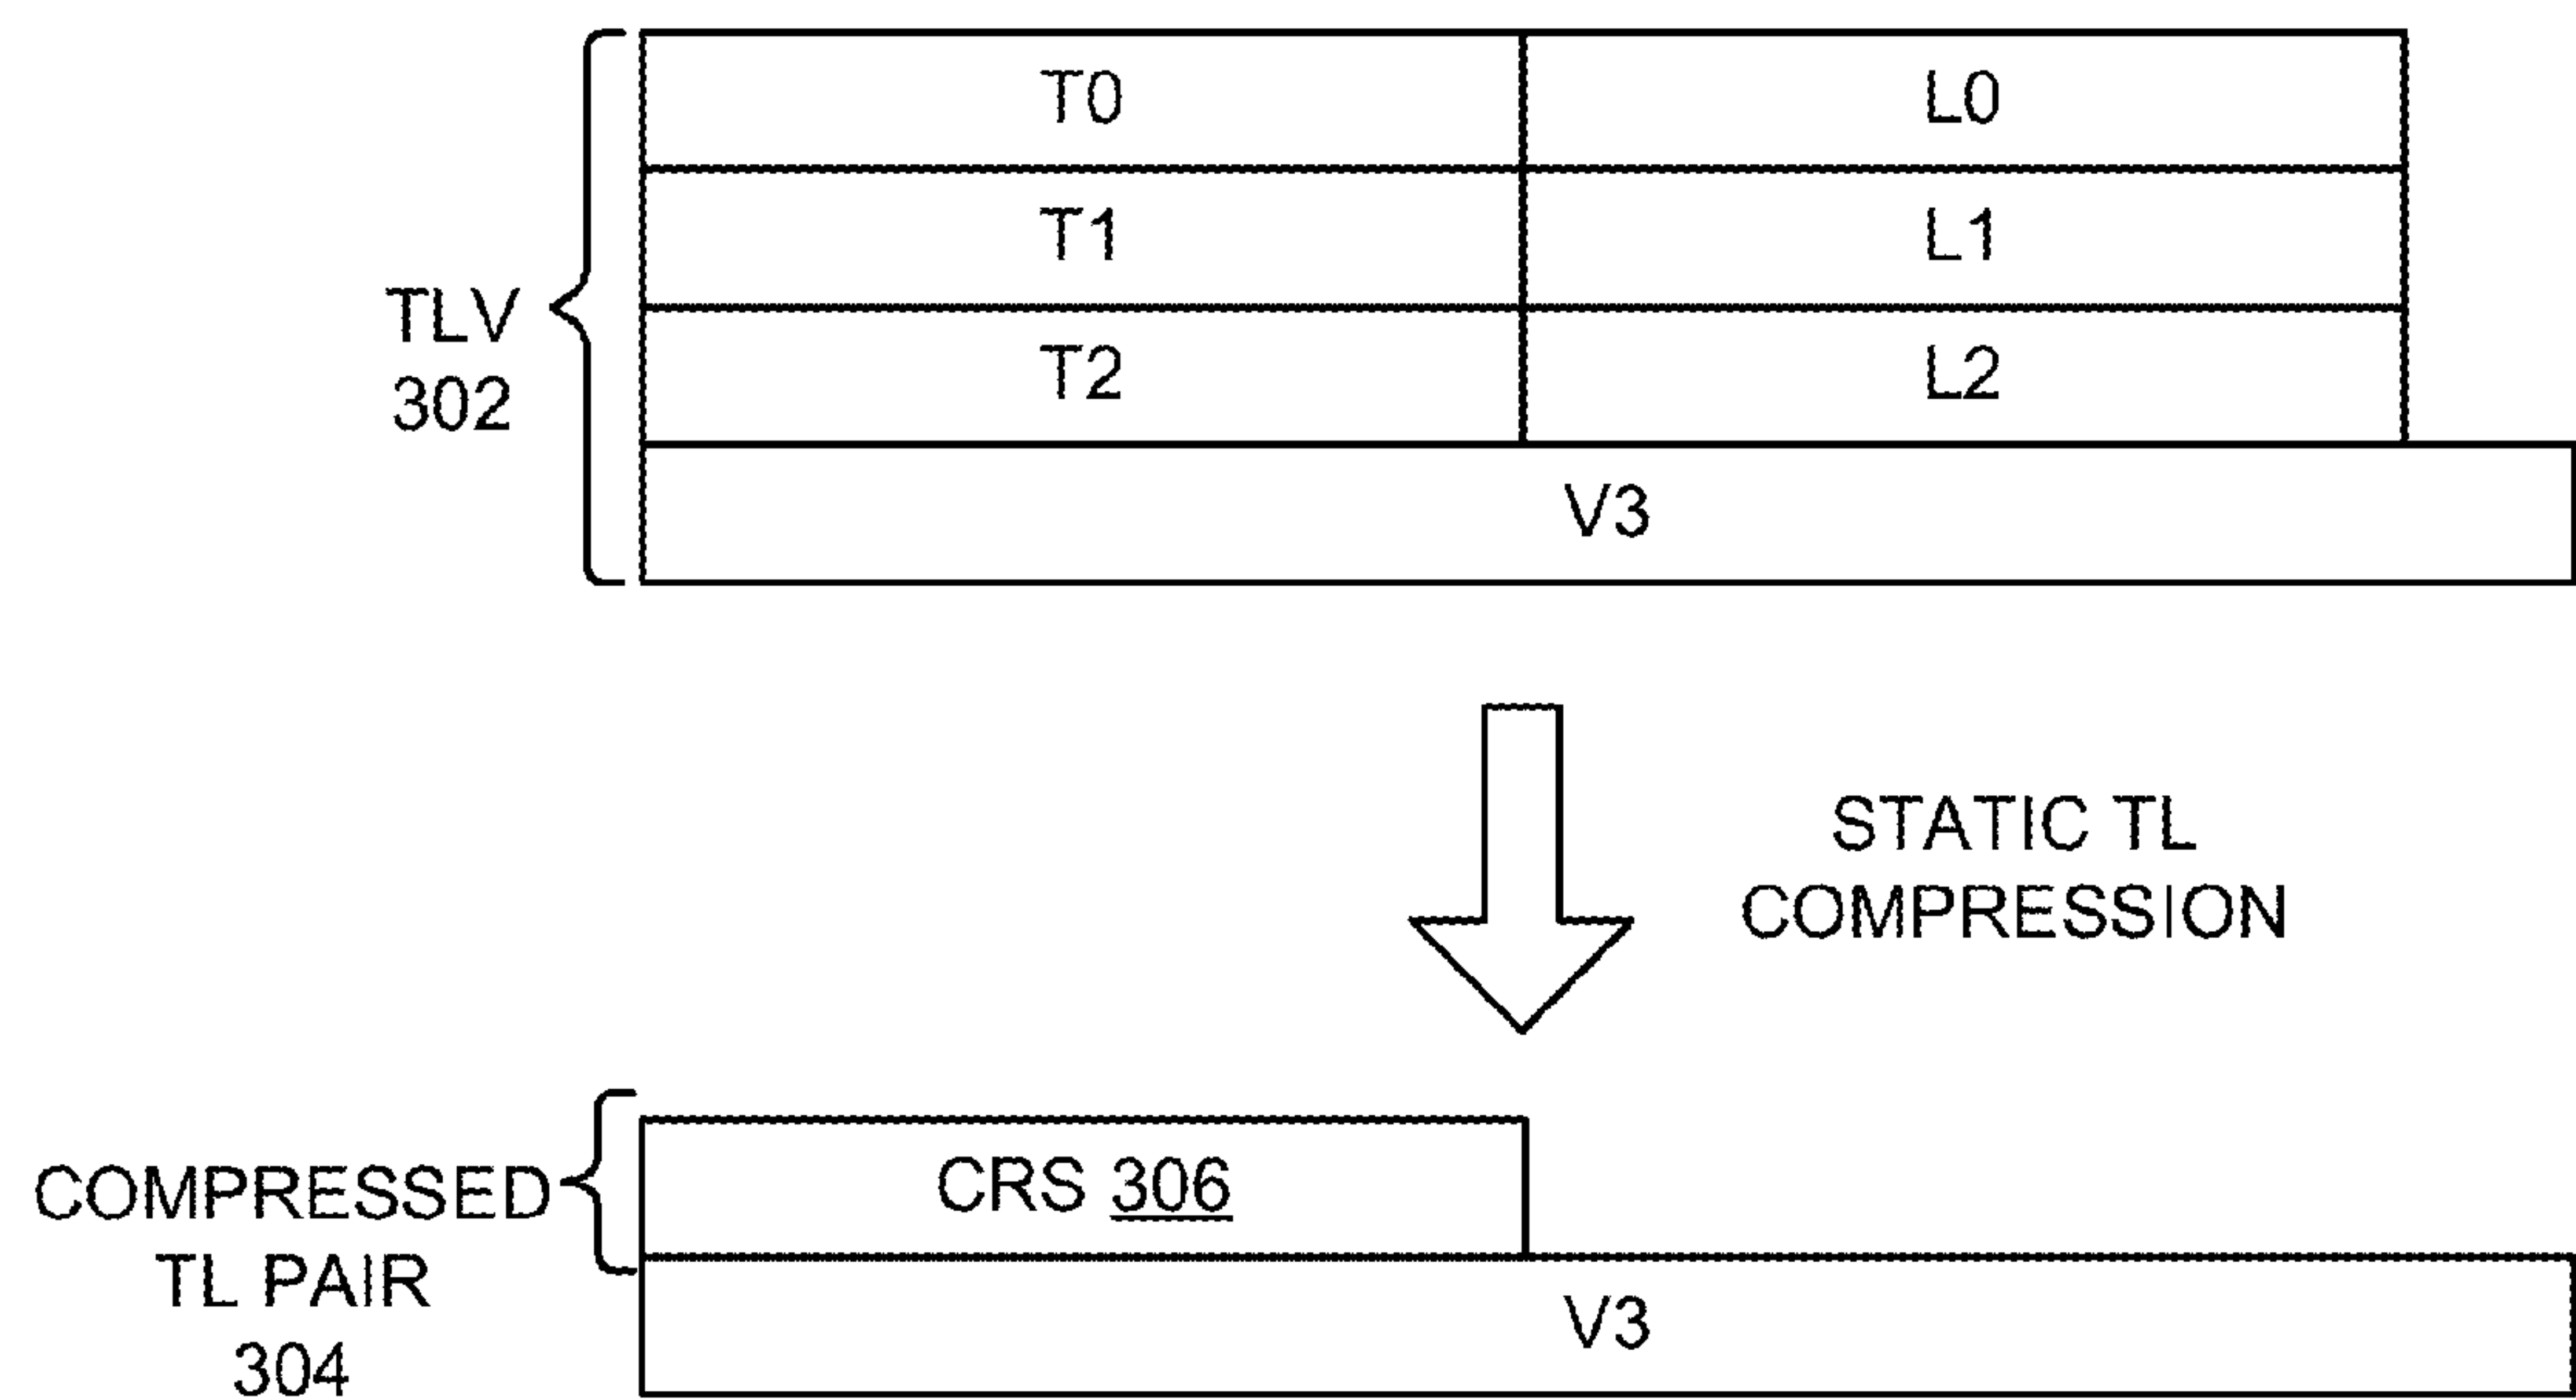 T0 L0
T1 L1
TLV
302
T2 L2
V3
STATIC TL
COMPRESSION
COMPRESSED
TL PAIR
304
CRS 306
V3